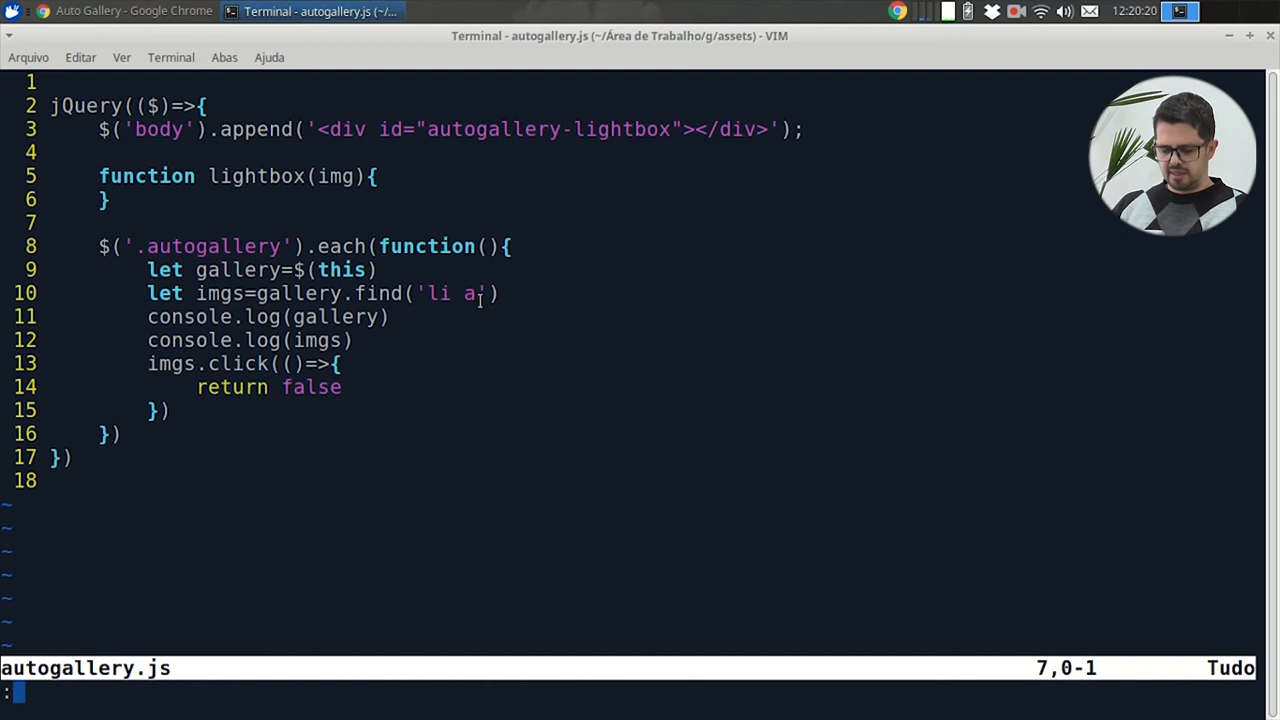 Auto Gallery - Google Chrome
Terminal - autogallery.js (~/...
12:20:20
Terminal - autogallery.js (~/Área de Trabalho/g/assets) - VIM
Arquivo Editar Ver Terminal Abas Ajuda
1
2 jQuery(($)=>{
3     $('body').append('<div id="autogallery-lightbox"></div>');
4
5     function lightbox(img){
6     }
7
8     $('.autogallery').each(function(){
9         let gallery=$(this)
10         let imgs=gallery.find('li a')
11         console.log(gallery)
12         console.log(imgs)
13         imgs.click(()=>{
14             return false
15         })
16     })
17 })
18
~
~
~
~
~
~
~
autogallery.js 7,0-1 Tudo
: